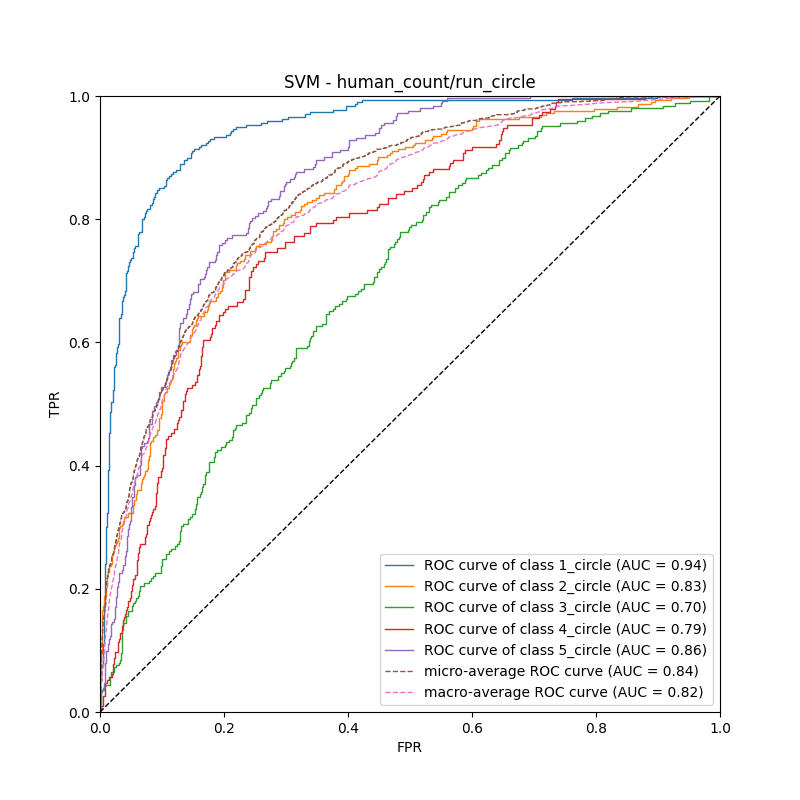 SVM - human_count/run_circle
1.0
0.8
0.6
0.4
0.2
0.0
TPR
ROC curve of class 1_circle (AUC = 0.94)
ROC curve of class 2_circle (AUC = 0.83)
ROC curve of class 3_circle (AUC = 0.70)
ROC curve of class 4_circle (AUC = 0.79)
ROC curve of class 5_circle (AUC = 0.86)
micro-average ROC curve (AUC = 0.84)
macro-average ROC curve (AUC = 0.82)
0.0 0.2 0.4 0.6 0.8 1.0
FPR